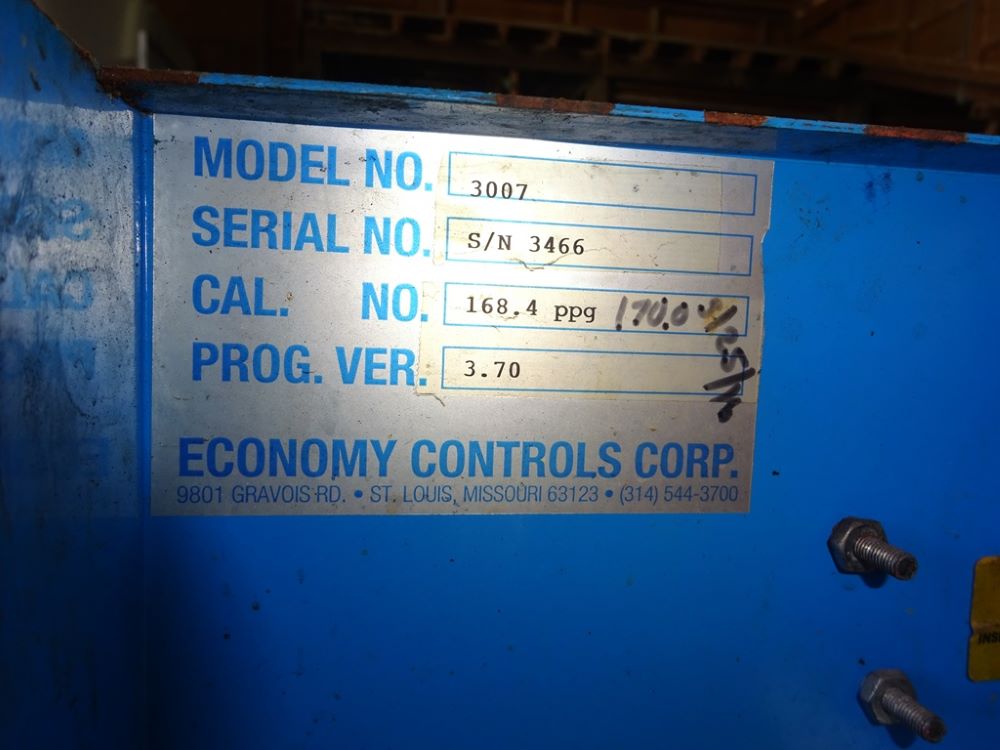 MODEL NO. 3007
SERIAL NO. S/N 3466
CAL. NO. 168.4 ppg 170.0
PROG. VER. 3.70
ECONOMY CONTROLS CORP.
9801 GRAVOIS RD. • ST. LOUIS, MISSOURI 63123 • (314) 544-3700